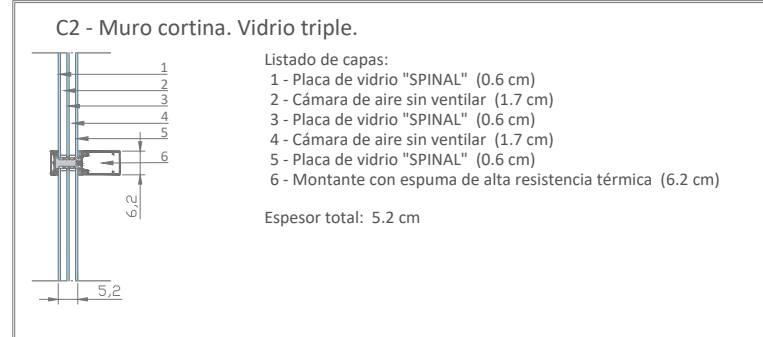 C2 - Muro cortina. Vidrio triple.
Listado de capas:
1 - Placa de vidrio "SPINAL" (0.6 cm)
2 - Cámara de aire sin ventilar (1.7 cm)
3 - Placa de vidrio "SPINAL" (0.6 cm)
4 - Cámara de aire sin ventilar (1.7 cm)
5 - Placa de vidrio "SPINAL" (0.6 cm)
6 - Montante con espuma de alta resistencia térmica (6.2 cm)
Espesor total: 5.2 cm
1
2
3
4
5
6
6,2
5,2